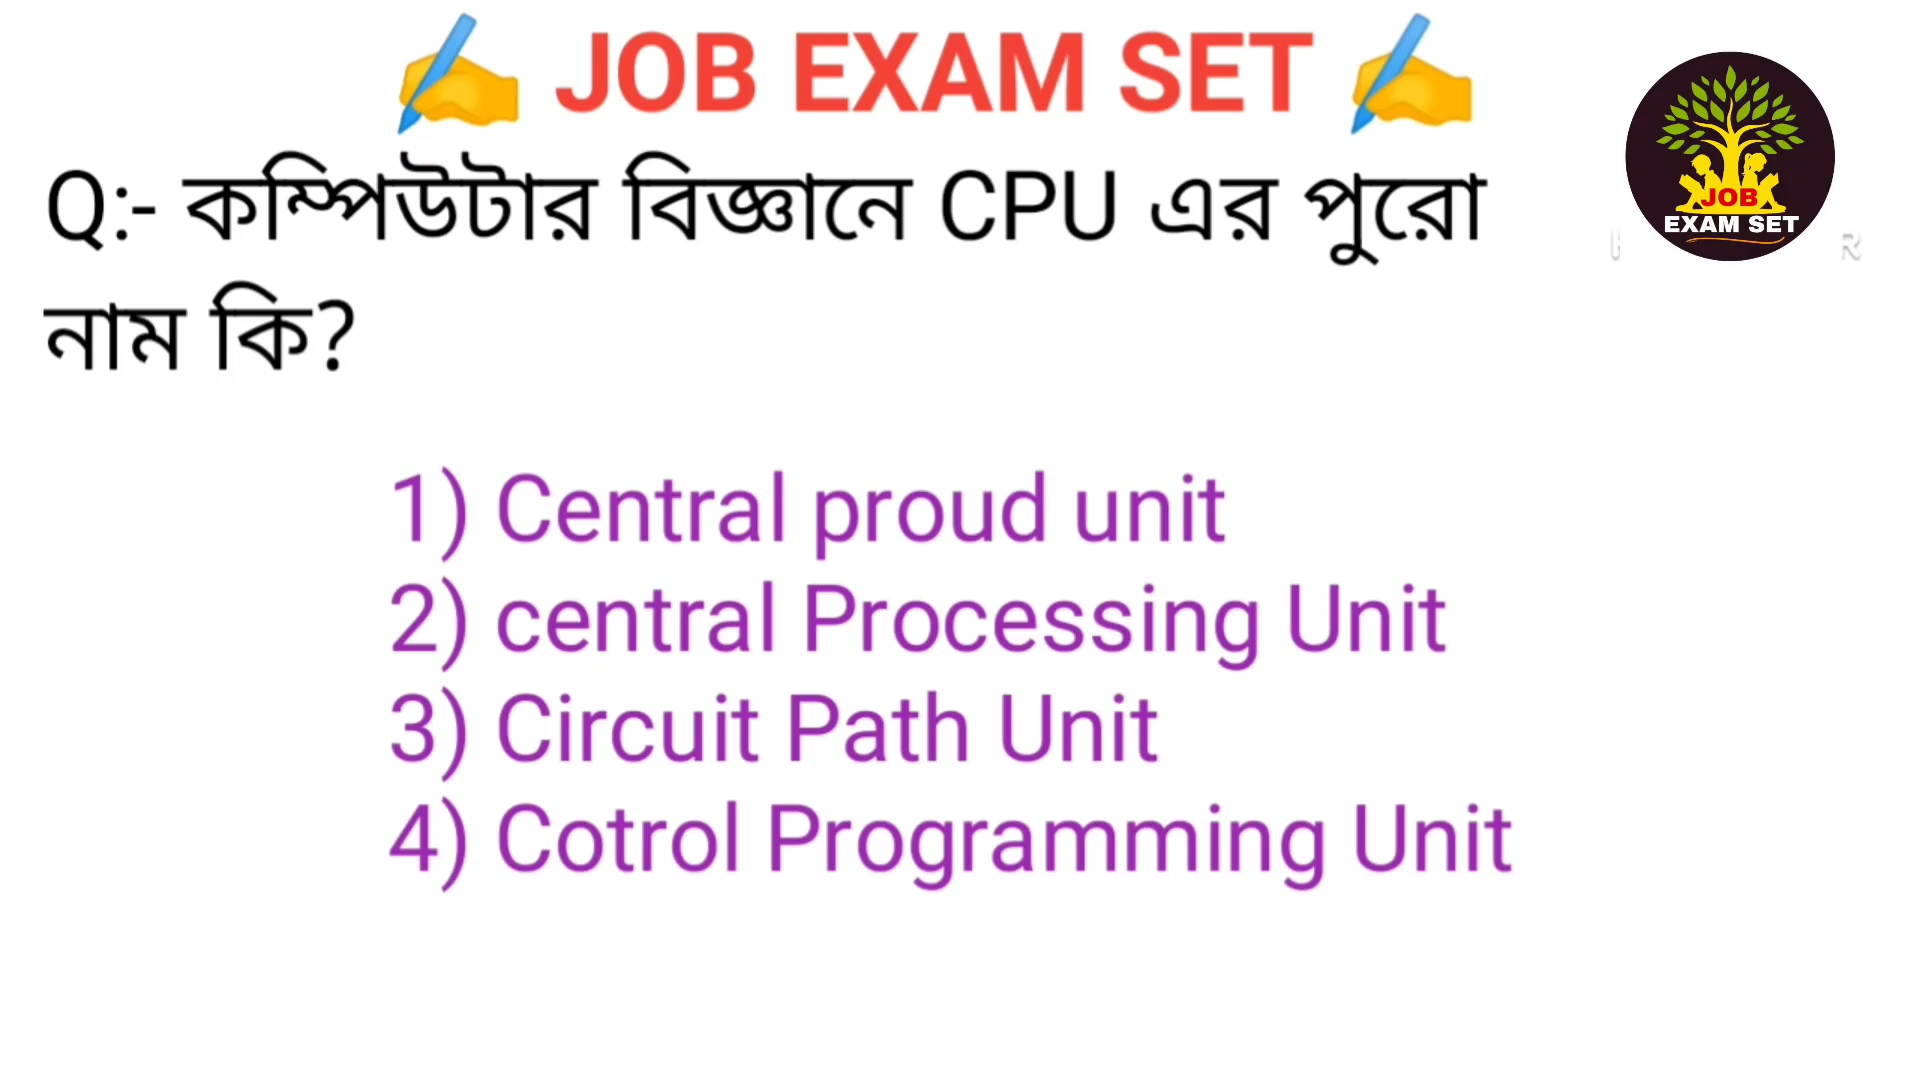 ✍️ JOB EXAM SET ✍️
Q:- কম্পিউটার বিজ্ঞানে CPU এর পুরো
নাম কি?
1) Central proud unit
2) central Processing Unit
3) Circuit Path Unit
4) Cotrol Programming Unit
JOB
EXAM SET